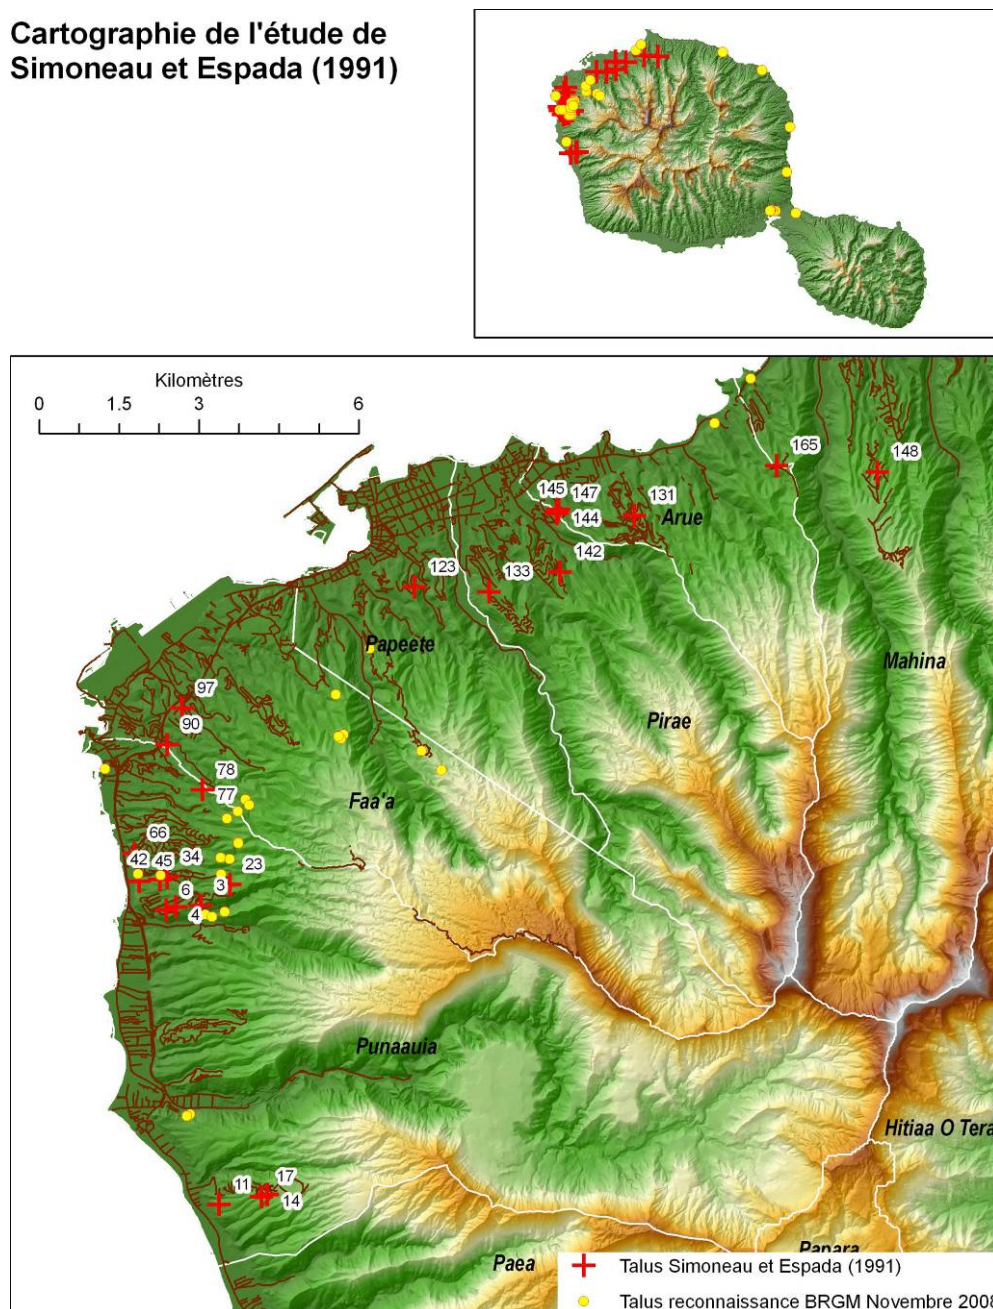 Cartographie de l'étude de
Simoneau et Espada (1991)
Kilomètres
0 1.5 3 6
165
148
145 147
131
144
Arue
142
123
133
Papeete
Mahina
97
Pirae
90
78
77
Faa'a
66
42 45 34 23
6 3
4
Punaauia
Hitiaa O Tera
17
11
14
Papara
Paea
Talus Simoneau et Espada (1991)
Talus reconnaissance BRGM Novembre 2008